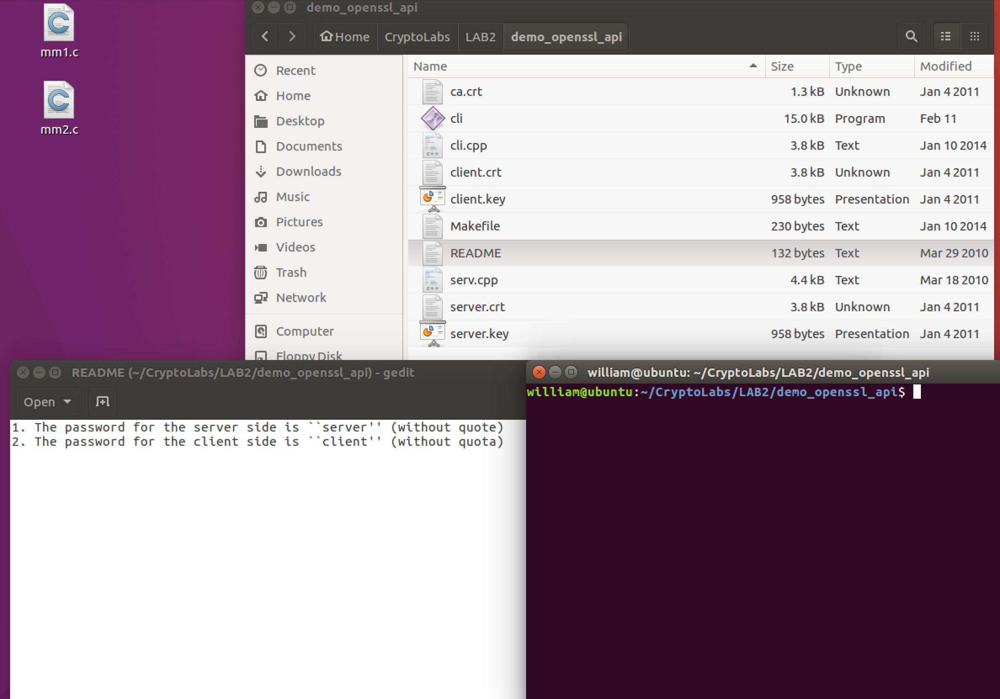 mm1.c
mm2.c
demo_openssl_api
Home CryptoLabs LAB2 demo_openssl_api
Recent
Home
Desktop
Documents
Downloads
Music
Pictures
Videos
Trash
Network
Computer
Floppy Disk
Name Size Type Modified
ca.crt 1.3 kB Unknown Jan 4 2011
cli 15.0 kB Program Feb 11
cli.cpp 3.8 kB Text Jan 10 2014
client.crt 3.8 kB Unknown Jan 4 2011
client.key 958 bytes Presentation Jan 4 2011
Makefile 230 bytes Text Jan 10 2014
README 132 bytes Text Mar 29 2010
serv.cpp 4.4 kB Text Mar 18 2010
server.crt 3.8 kB Unknown Jan 4 2011
server.key 958 bytes Presentation Jan 4 2011
README (~/CryptoLabs/LAB2/demo_openssl_api) - gedit
Open
1. The password for the server side is ``server'' (without quote)
2. The password for the client side is ``client'' (without quota)
william@ubuntu: ~/CryptoLabs/LAB2/demo_openssl_api
william@ubuntu:~/CryptoLabs/LAB2/demo_openssl_api$